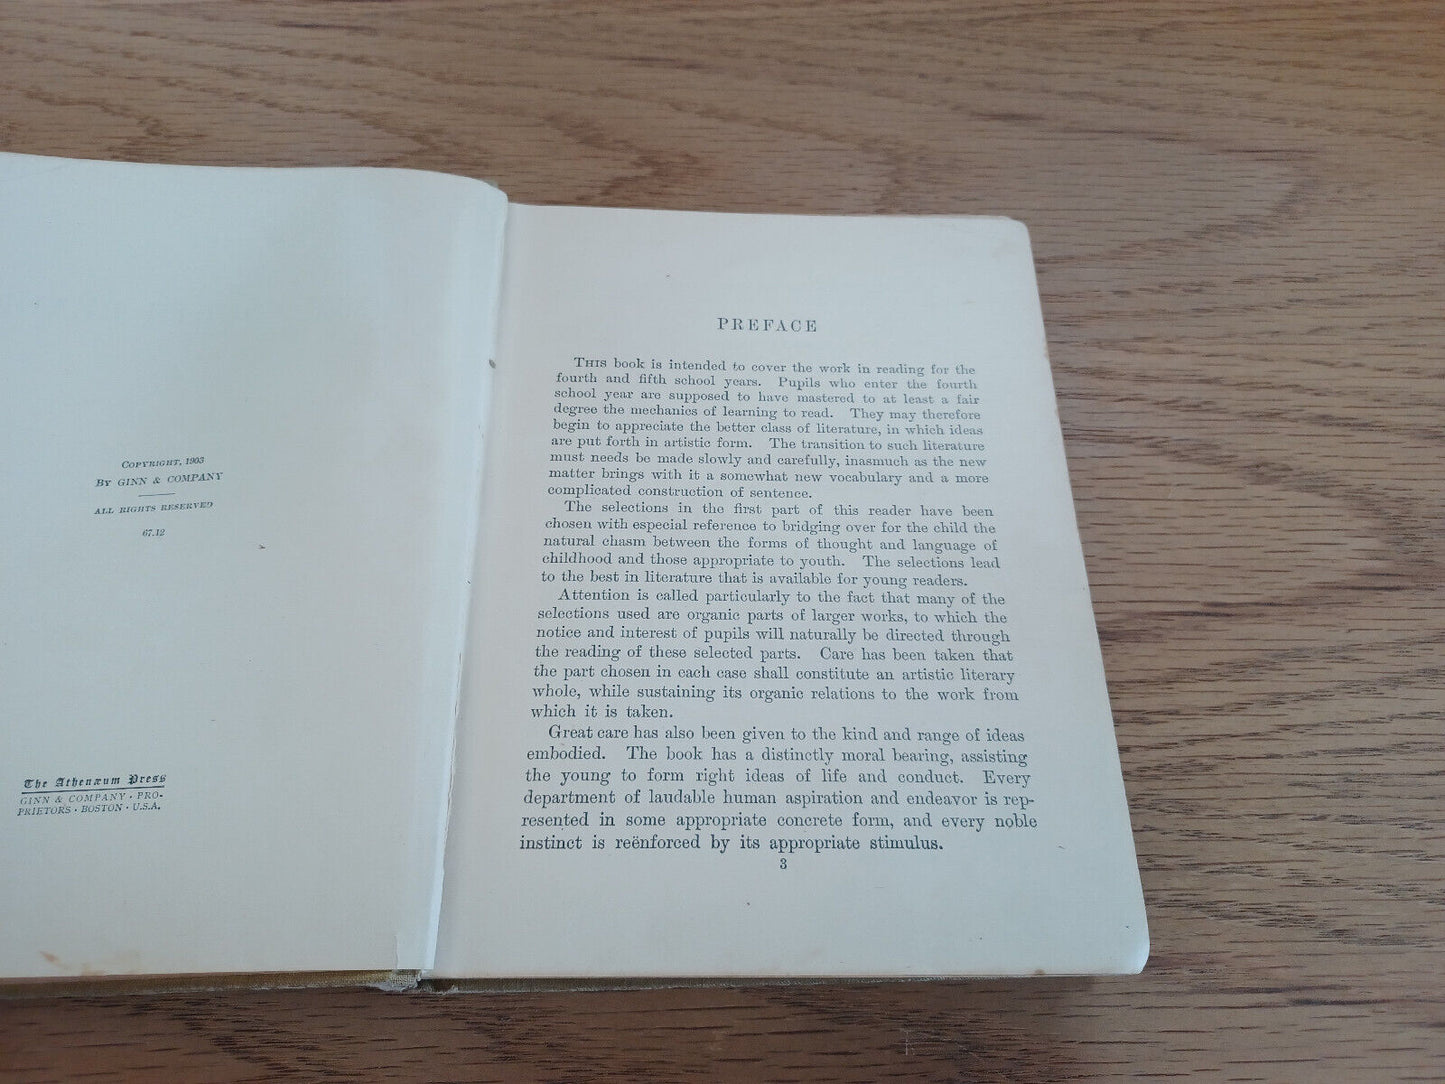 COPYRIGHT, 1903
BY GINN & COMPANY
ALL RIGHTS RESERVED
67.12
The Athenæum Press
GINN & COMPANY · PRO-
PRIETORS · BOSTON · U.S.A.
PREFACE
THIS book is intended to cover the work in reading for the
fourth and fifth school years. Pupils who enter the fourth
school year are supposed to have mastered to at least a fair
degree the mechanics of learning to read. They may therefore
begin to appreciate the better class of literature, in which ideas
are put forth in artistic form. The transition to such literature
must needs be made slowly and carefully, inasmuch as the new
matter brings with it a somewhat new vocabulary and a more
complicated construction of sentence.
The selections in the first part of this reader have been
chosen with especial reference to bridging over for the child the
natural chasm between the forms of thought and language of
childhood and those appropriate to youth. The selections lead
to the best in literature that is available for young readers.
Attention is called particularly to the fact that many of the
selections used are organic parts of larger works, to which the
notice and interest of pupils will naturally be directed through
the reading of these selected parts. Care has been taken that
the part chosen in each case shall constitute an artistic literary
whole, while sustaining its organic relations to the work from
which it is taken.
Great care has also been given to the kind and range of ideas
embodied. The book has a distinctly moral bearing, assisting
the young to form right ideas of life and conduct. Every
department of laudable human aspiration and endeavor is rep-
resented in some appropriate concrete form, and every noble
instinct is reënforced by its appropriate stimulus.
3